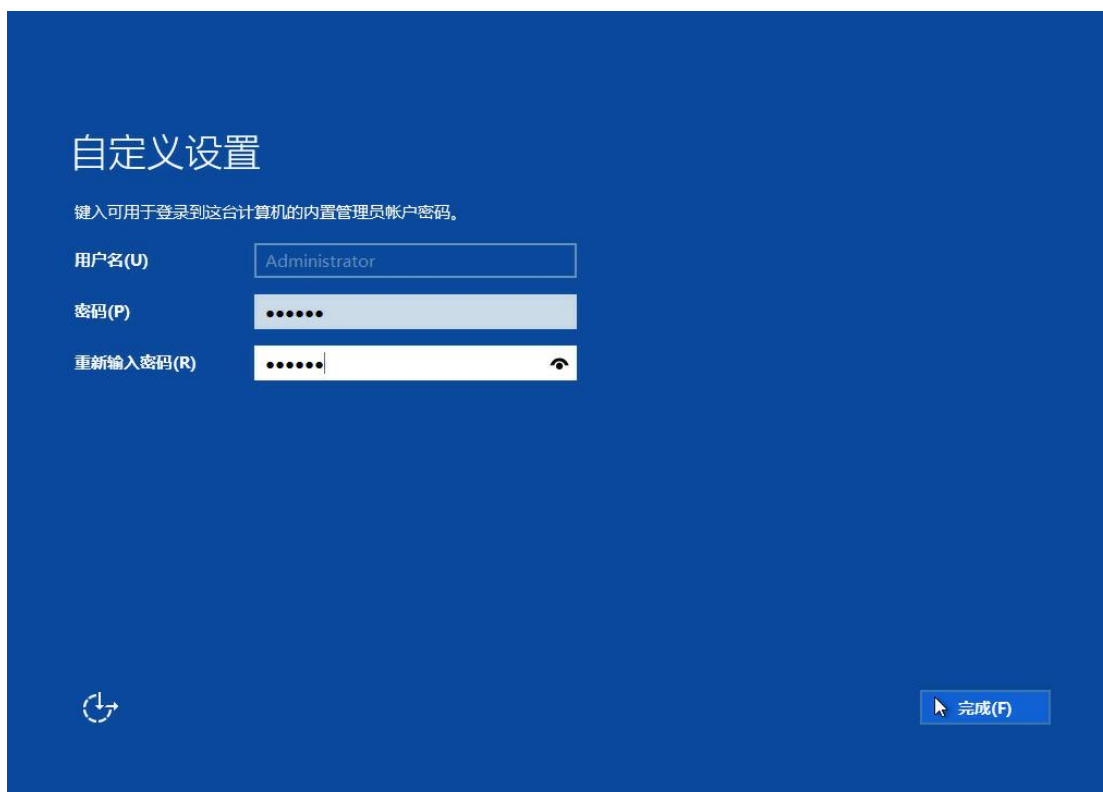 自定义设置
键入可用于登录到这台计算机的内置管理员帐户密码。
用户名(U) Administrator
密码(P) ••••••
重新输入密码(R) ••••••
完成(F)